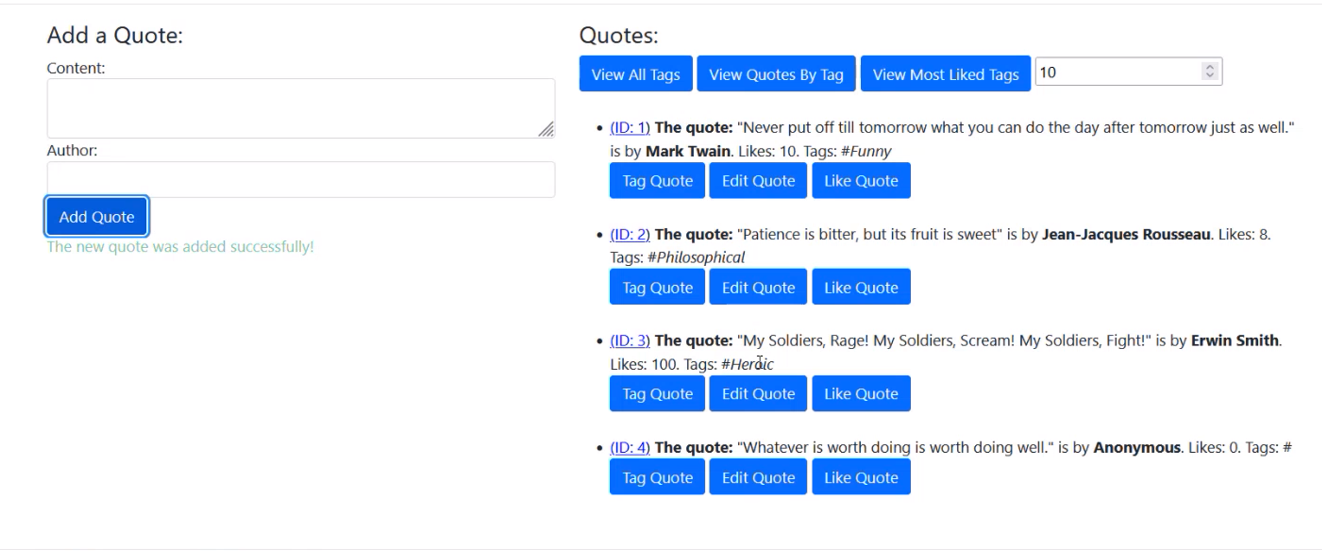 Add a Quote:
Content:
Author:
Add Quote
The new quote was added successfully!
Quotes:
View All Tags View Quotes By Tag View Most Liked Tags 10
(ID: 1) The quote: "Never put off till tomorrow what you can do the day after tomorrow just as well."
is by Mark Twain. Likes: 10. Tags: #Funny
Tag Quote Edit Quote Like Quote
(ID: 2) The quote: "Patience is bitter, but its fruit is sweet" is by Jean-Jacques Rousseau. Likes: 8.
Tags: #Philosophical
Tag Quote Edit Quote Like Quote
(ID: 3) The quote: "My Soldiers, Rage! My Soldiers, Scream! My Soldiers, Fight!" is by Erwin Smith.
Likes: 100. Tags: #Heroic
Tag Quote Edit Quote Like Quote
(ID: 4) The quote: "Whatever is worth doing is worth doing well." is by Anonymous. Likes: 0. Tags: #
Tag Quote Edit Quote Like Quote